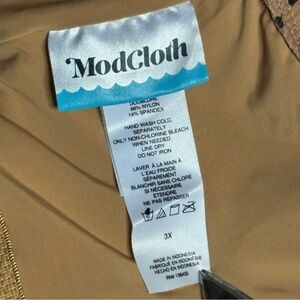 ModCloth
86% NYLON
14% SPANDEX
HAND WASH COLD.
SEPARATELY
ONLY NON-CHLORINE BLEACH
WHEN NEEDED.
LINE DRY
DO NOT IRON
LAVER À LA MAIN À
L'EAU FROIDE
SÉPARÉMENT
BLANCHIR SANS CHLORE
SI NÉCESSAIRE
ETENDRE
NE PAS REPASSER
3X
MADE IN INDONESIA
FABRIQUÉ EN INDONÉSIE
HECHO EN INDONESIA
RN#